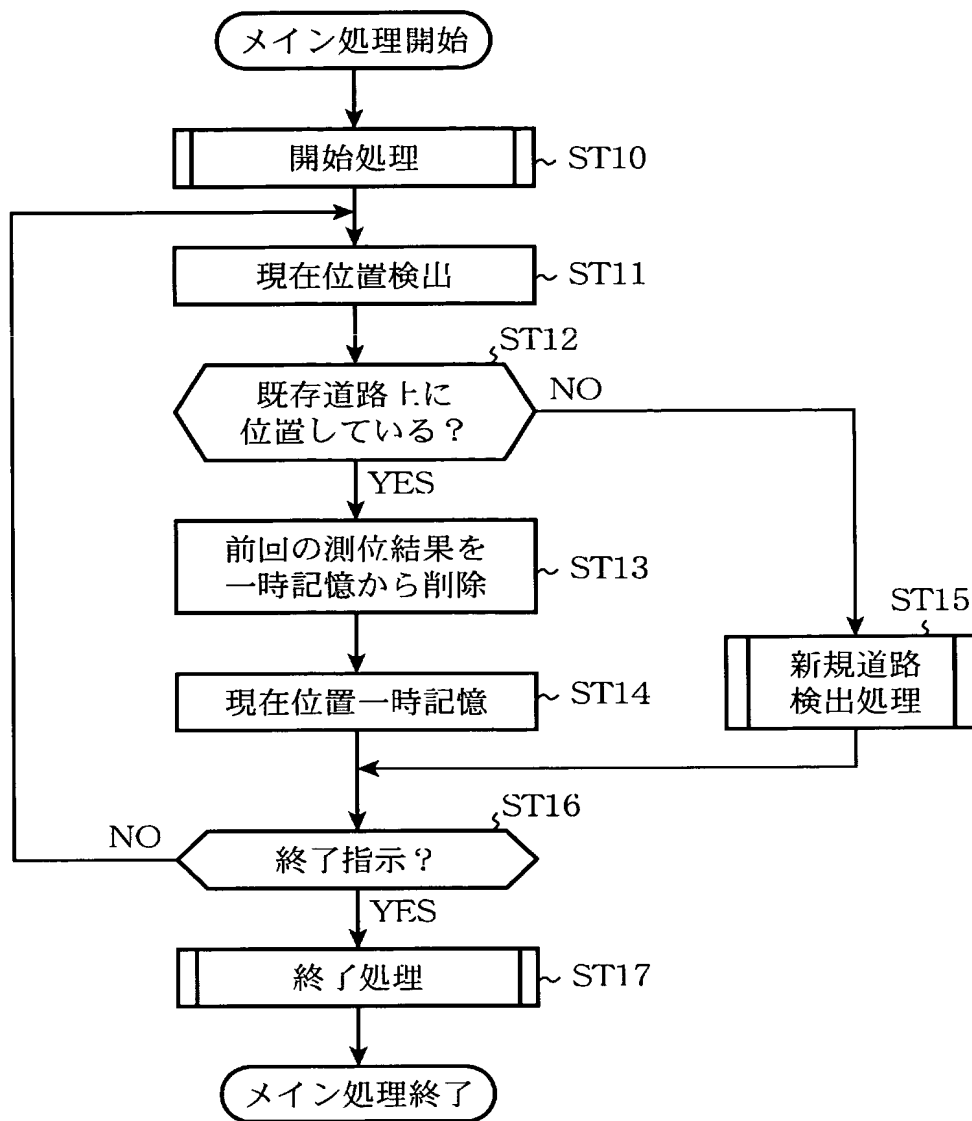 メイン処理開始
開始処理
ST10
現在位置検出
ST11
ST12
既存道路上に
位置している？
NO
YES
前回の測位結果を
一時記憶から削除
ST13
現在位置一時記憶
ST14
ST15
新規道路
検出処理
ST16
終了指示？
NO
YES
終了処理
ST17
メイン処理終了